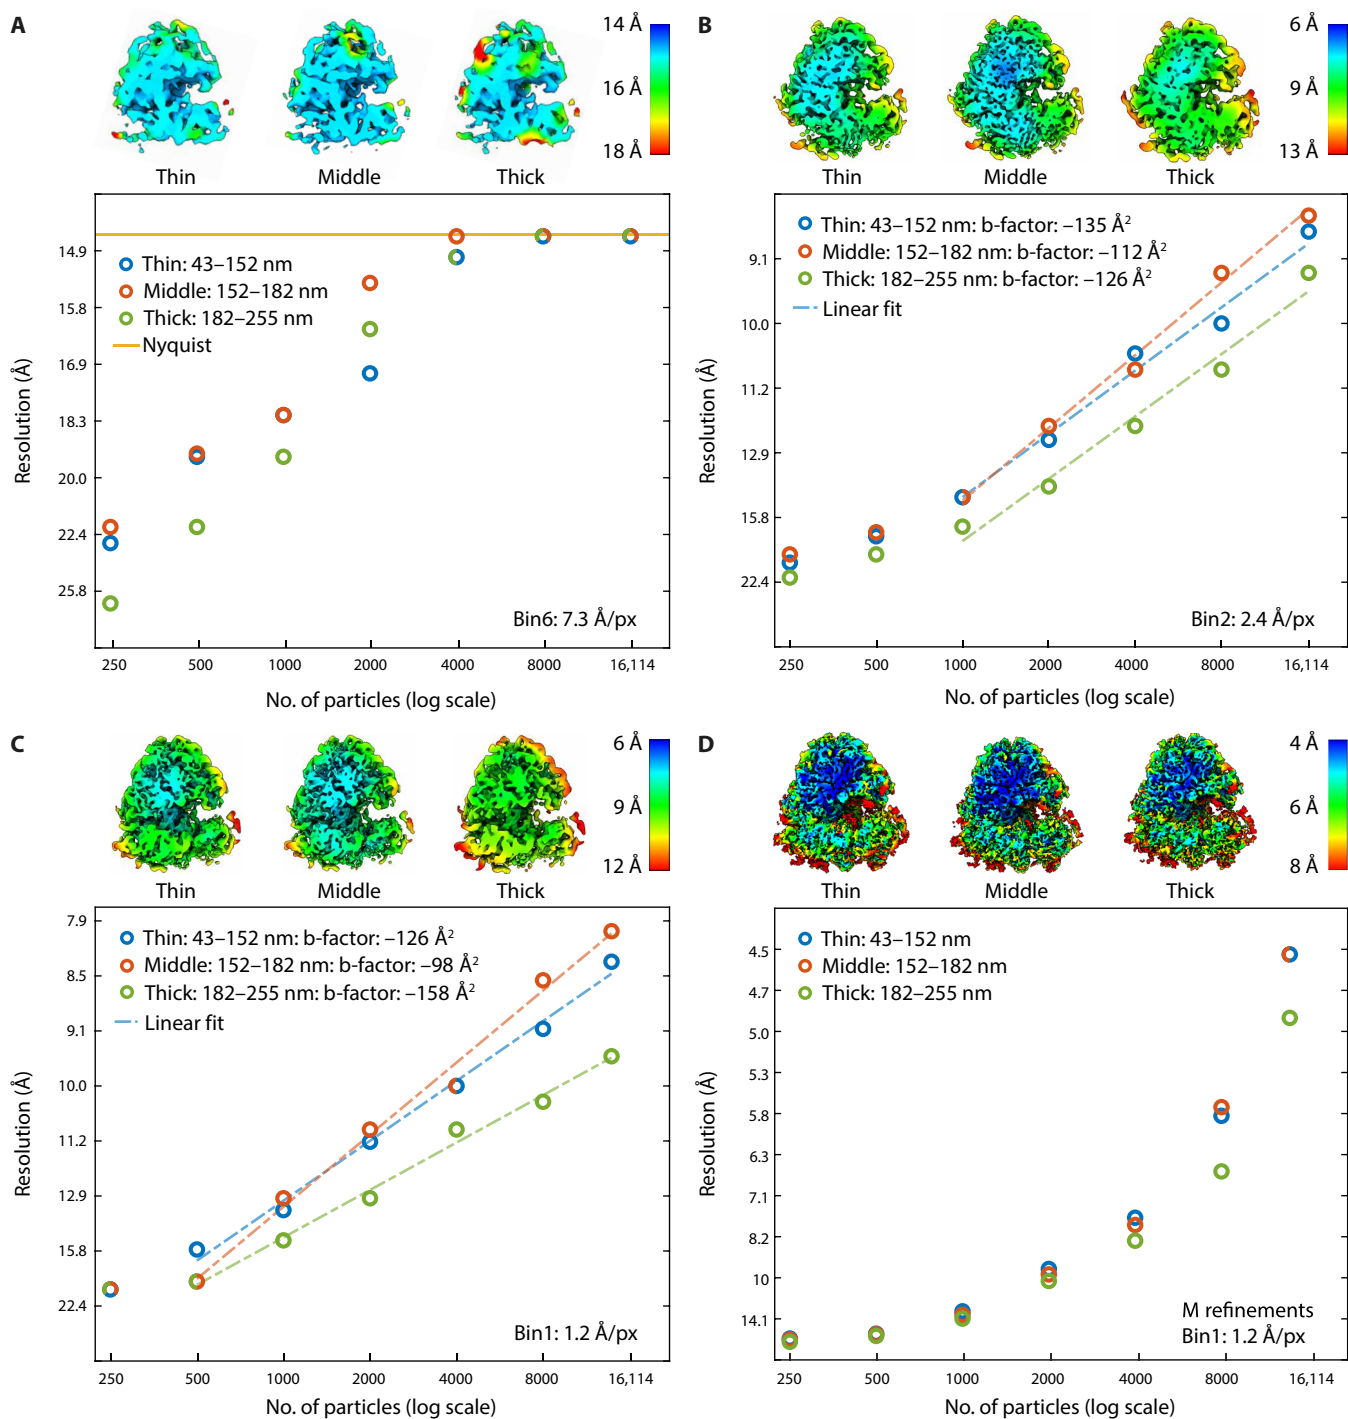 A
14 Å
16 Å
18 Å
Thin
Middle
Thick
Thin: 43–152 nm
Middle: 152–182 nm
Thick: 182–255 nm
Nyquist
14.9
15.8
16.9
18.3
20.0
22.4
25.8
Resolution (Å)
Bin6: 7.3 Å/px
250
500
1000
2000
4000
8000
16,114
No. of particles (log scale)
B
6 Å
9 Å
13 Å
Thin
Middle
Thick
Thin: 43–152 nm: b-factor: –135 Å²
Middle: 152–182 nm: b-factor: –112 Å²
Thick: 182–255 nm: b-factor: –126 Å²
Linear fit
9.1
10.0
11.2
12.9
15.8
22.4
Resolution (Å)
Bin2: 2.4 Å/px
250
500
1000
2000
4000
8000
16,114
No. of particles (log scale)
C
6 Å
9 Å
12 Å
Thin
Middle
Thick
Thin: 43–152 nm: b-factor: –126 Å²
Middle: 152–182 nm: b-factor: –98 Å²
Thick: 182–255 nm: b-factor: –158 Å²
Linear fit
7.9
8.5
9.1
10.0
11.2
12.9
15.8
22.4
Resolution (Å)
Bin1: 1.2 Å/px
250
500
1000
2000
4000
8000
16,114
No. of particles (log scale)
D
4 Å
6 Å
8 Å
Thin
Middle
Thick
Thin: 43–152 nm
Middle: 152–182 nm
Thick: 182–255 nm
4.5
4.7
5.0
5.3
5.8
6.3
7.1
8.2
10
14.1
Resolution (Å)
M refinements
Bin1: 1.2 Å/px
250
500
1000
2000
4000
8000
16,114
No. of particles (log scale)